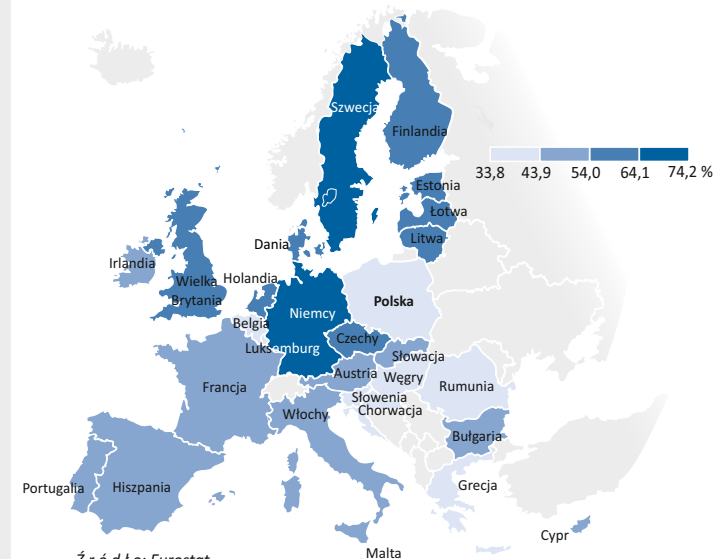 Szwecja
Finlandia
33,8 43,9 54,0 64,1 74,2 %
Estonia
Łotwa
Litwa
Dania
Irlandia
Wielka
Brytania
Holandia
Polska
Niemcy
Belgia
Luksemburg
Czechy
Słowacja
Austria
Węgry
Francja
Rumunia
Słowenia
Chorwacja
Włochy
Bułgaria
Portugalia
Hiszpania
Grecja
Cypr
Malta
Źródło: Eurostat